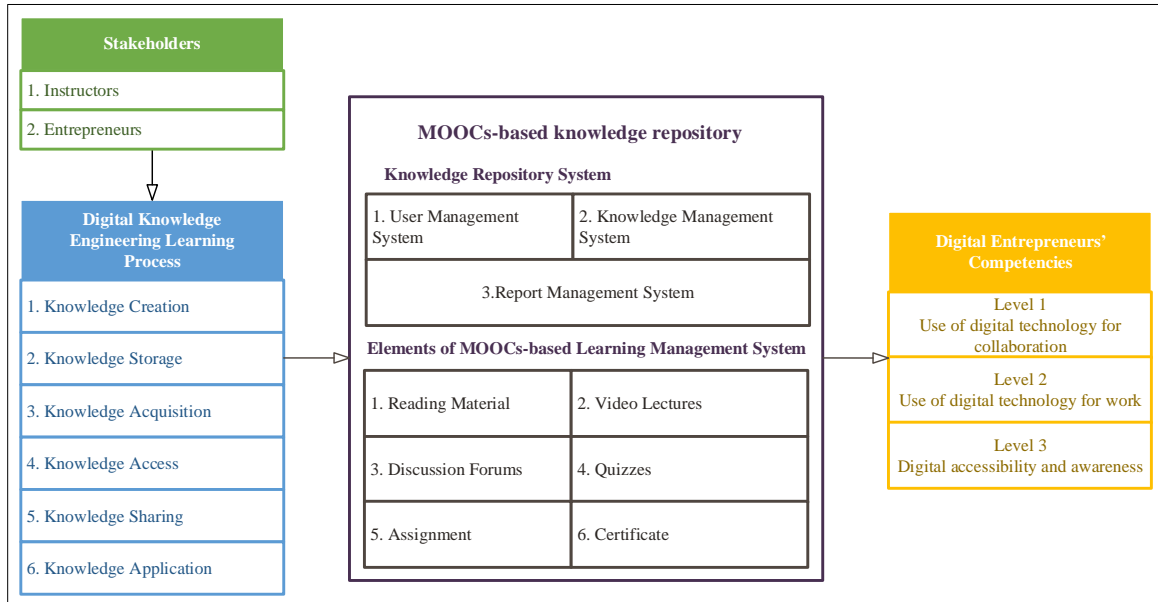 Stakeholders
1. Instructors
2. Entrepreneurs
Digital Knowledge
Engineering Learning
Process
1. Knowledge Creation
2. Knowledge Storage
3. Knowledge Acquisition
4. Knowledge Access
5. Knowledge Sharing
6. Knowledge Application
MOOCs-based knowledge repository
Knowledge Repository System
1. User Management
System
2. Knowledge Management
System
3.Report Management System
Elements of MOOCs-based Learning Management System
1. Reading Material
2. Video Lectures
3. Discussion Forums
4. Quizzes
5. Assignment
6. Certificate
Digital Entrepreneurs’
Competencies
Level 1
Use of digital technology for
collaboration
Level 2
Use of digital technology for work
Level 3
Digital accessibility and awareness